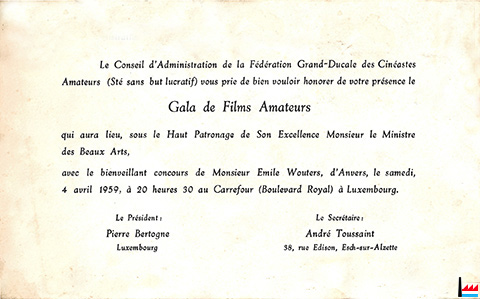 Le Conseil d'Administration de la Fédération Grand-Ducale des Cinéastes
Amateurs (Sté sans but lucratif) vous prie de bien vouloir honorer de votre présence le
Gala de Films Amateurs
qui aura lieu, sous le Haut Patronage de Son Excellence Monsieur le Ministre
des Beaux Arts,
avec le bienveillant concours de Monsieur Emile Wouters, d'Anvers, le samedi,
4 avril 1959, à 20 heures 30 au Carrefour (Boulevard Royal) à Luxembourg.
Le Président:
Pierre Bertogne
Luxembourg
Le Secrétaire:
André Toussaint
38, rue Edison, Esch-sur-Alzette